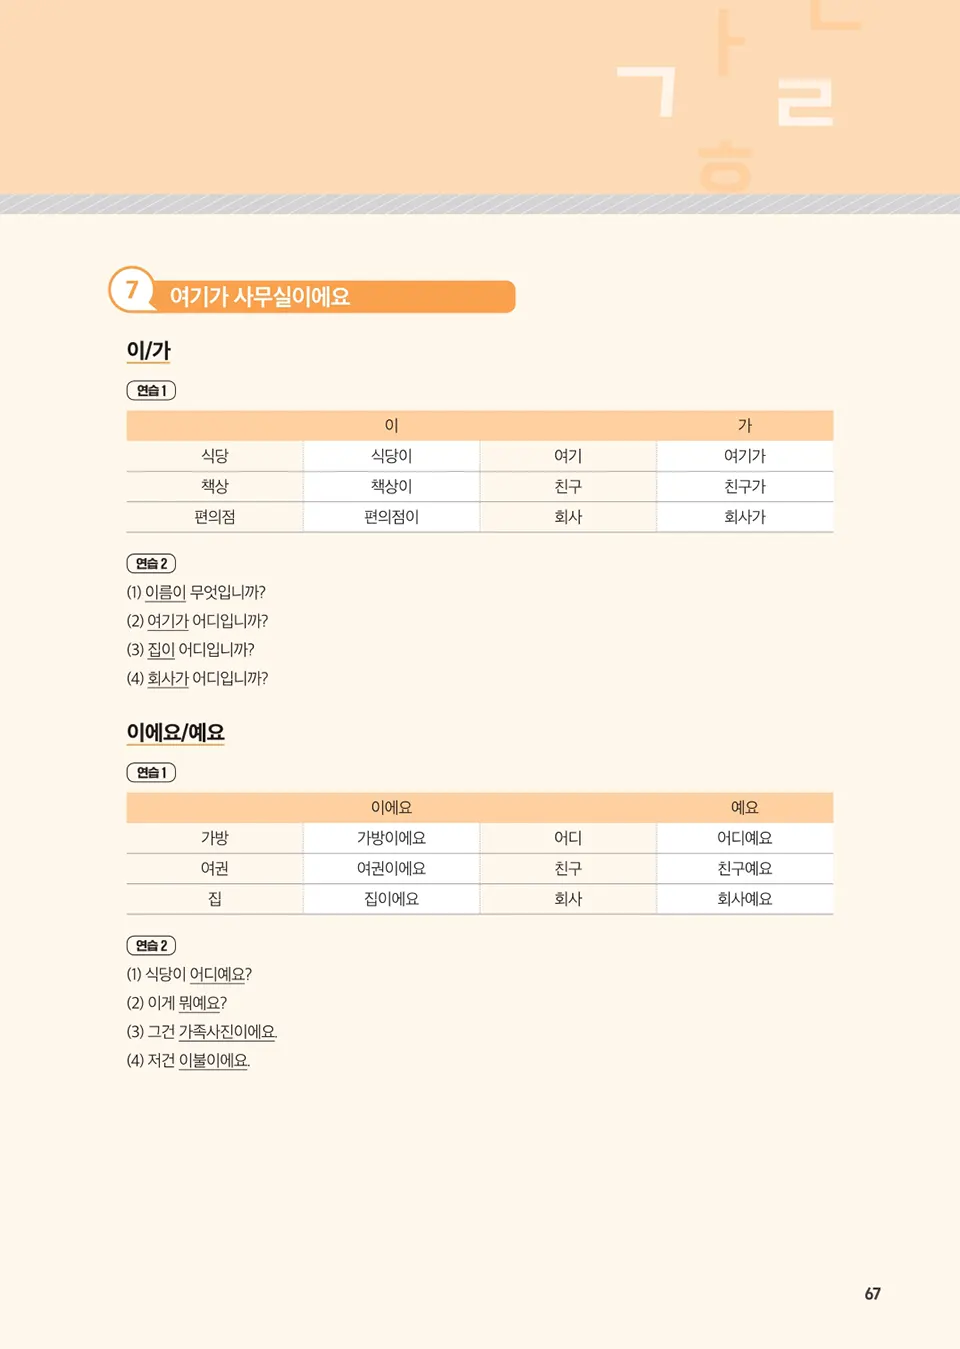 ㅏ ㄴ
ㄱ ㄹ
ㅎ
7 여기가 사무실이에요
이/가
연습 1
이 가
식당 식당이 여기 여기가
책상 책상이 친구 친구가
편의점 편의점이 회사 회사가
연습 2
(1) 이름이 무엇입니까?
(2) 여기가 어디입니까?
(3) 집이 어디입니까?
(4) 회사가 어디입니까?
이에요/예요
연습 1
이에요 예요
가방 가방이에요 어디 어디예요
여권 여권이에요 친구 친구예요
집 집이에요 회사 회사예요
연습 2
(1) 식당이 어디예요?
(2) 이게 뭐예요?
(3) 그건 가족사진이에요.
(4) 저건 이불이에요.
67